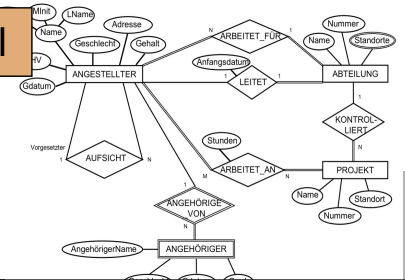 I
MInit
LName
Name
HV
Gdatum
Geschlecht
Adresse
Gehalt
ANGESTELLTER
N
ARBEITET_FÜR
1
Anfangsdatum
1
LEITET
1
Nummer
Name
Standorte
ABTEILUNG
1
KONTROL-
LIERT
N
PROJEKT
Name
Nummer
Standort
Stunden
M
ARBEITET_AN
N
Vorgesetzter
1
AUFSICHT
N
1
ANGEHÖRIGE
VON
N
AngehörigerName
ANGEHÖRIGER